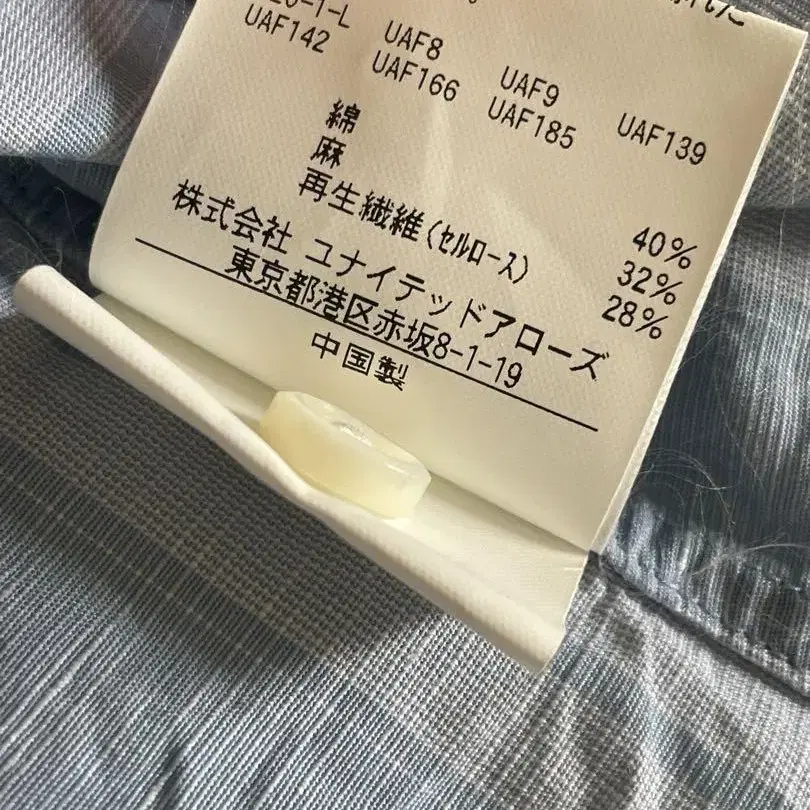 UAF142 UAF8 UAF9 UAF139
UAF166 UAF185
綿 40%
麻 32%
再生繊維(セルロース) 28%
株式会社 ユナイテッドアローズ
東京都港区赤坂8-1-19
中国製